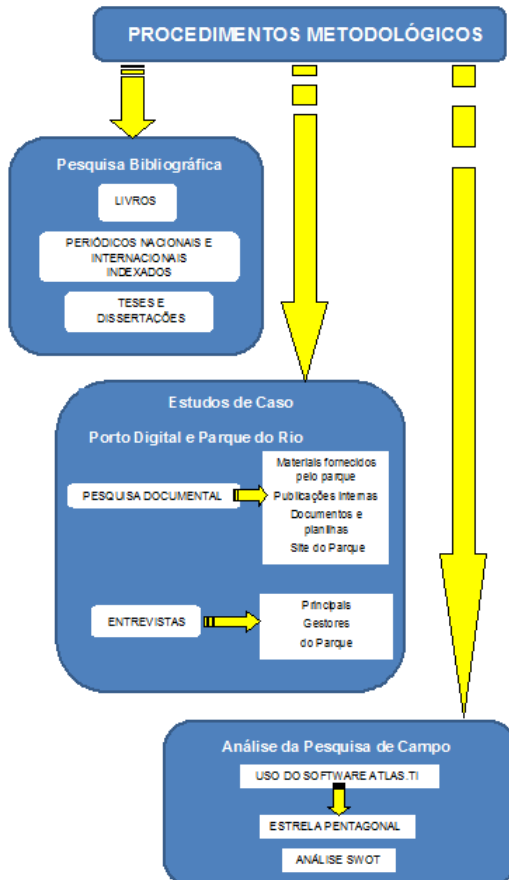 PROCEDIMENTOS METODOLÓGICOS
Pesquisa Bibliográfica
LIVROS
PERIÓDICOS NACIONAIS E
INTERNACIONAIS
INDEXADOS
TESES E
DISSERTAÇÕES
Estudos de Caso
Porto Digital e Parque do Rio
PESQUISA DOCUMENTAL
Materiais fornecidos
pelo parque
Publicações Internas
Documentos e
planilhas
Site do Parque
ENTREVISTAS
Principais
Gestores
do Parque
Análise da Pesquisa de Campo
USO DO SOFTWARE ATLAS.TI
ESTRELA PENTAGONAL
ANÁLISE SWOT